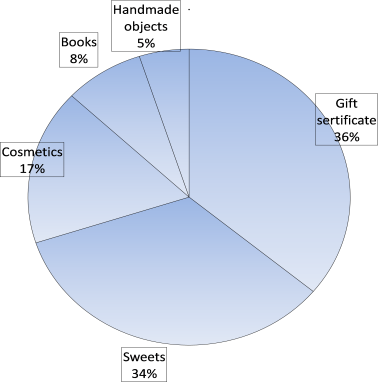 Handmade
objects
5%
Books
8%
Gift
sertificate
36%
Cosmetics
17%
Sweets
34%